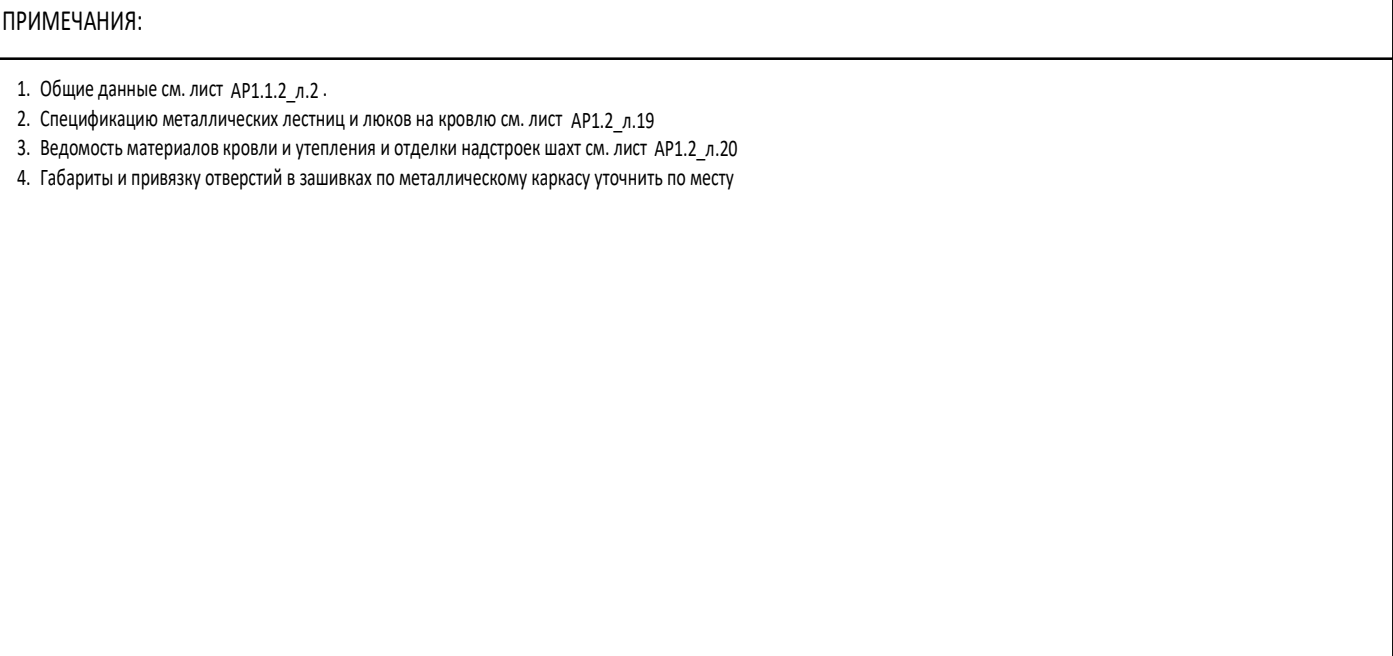 ПРИМЕЧАНИЯ:
1. Общие данные см. лист АР1.1.2_л.2 .
2. Спецификацию металлических лестниц и люков на кровлю см. лист АР1.2_л.19
3. Ведомость материалов кровли и утепления и отделки надстроек шахт см. лист АР1.2_л.20
4. Габариты и привязку отверстий в зашивках по металлическому каркасу уточнить по месту